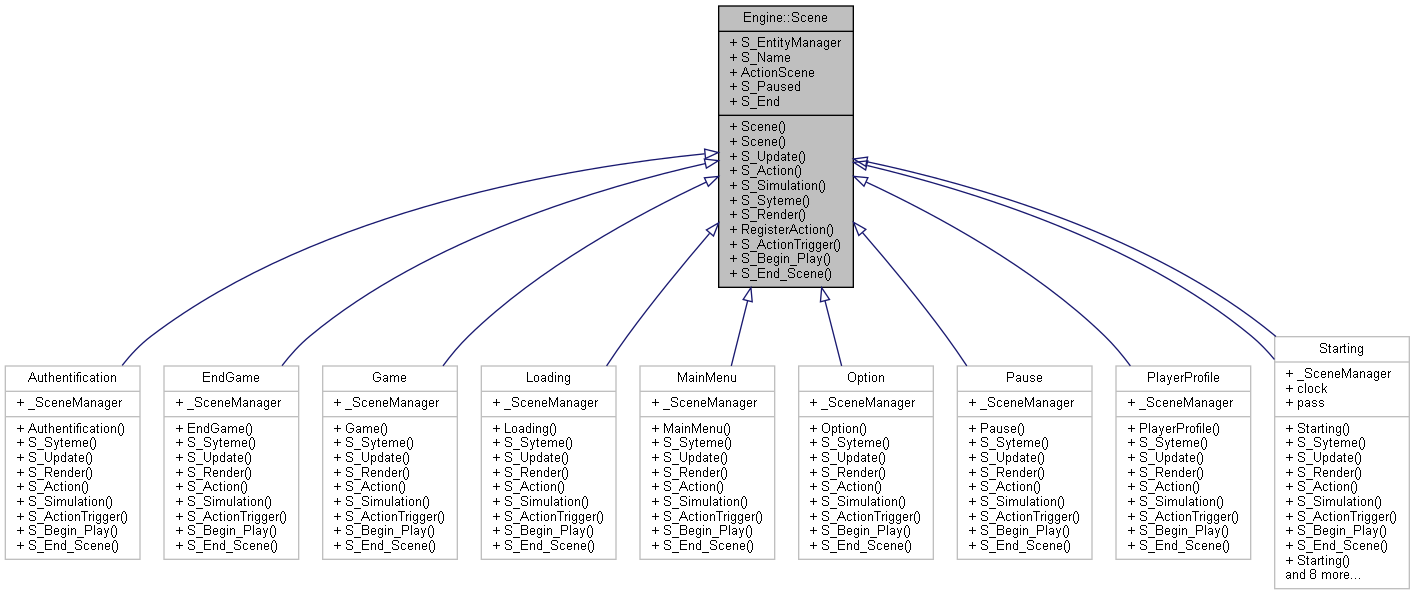 Engine::Scene
+ S_EntityManager
+ S_Name
+ ActionScene
+ S_Paused
+ S_End
+ Scene()
+ Scene()
+ S_Update()
+ S_Action()
+ S_Simulation()
+ S_Syteme()
+ S_Render()
+ RegisterAction()
+ S_ActionTrigger()
+ S_Begin_Play()
+ S_End_Scene()
Authentification
+ _SceneManager
+ Authentification()
+ S_Syteme()
+ S_Update()
+ S_Render()
+ S_Action()
+ S_Simulation()
+ S_ActionTrigger()
+ S_Begin_Play()
+ S_End_Scene()
EndGame
+ _SceneManager
+ EndGame()
+ S_Syteme()
+ S_Update()
+ S_Render()
+ S_Action()
+ S_Simulation()
+ S_ActionTrigger()
+ S_Begin_Play()
+ S_End_Scene()
Game
+ _SceneManager
+ Game()
+ S_Syteme()
+ S_Update()
+ S_Render()
+ S_Action()
+ S_Simulation()
+ S_ActionTrigger()
+ S_Begin_Play()
+ S_End_Scene()
Loading
+ _SceneManager
+ Loading()
+ S_Syteme()
+ S_Update()
+ S_Render()
+ S_Action()
+ S_Simulation()
+ S_ActionTrigger()
+ S_Begin_Play()
+ S_End_Scene()
MainMenu
+ _SceneManager
+ MainMenu()
+ S_Syteme()
+ S_Update()
+ S_Render()
+ S_Action()
+ S_Simulation()
+ S_ActionTrigger()
+ S_Begin_Play()
+ S_End_Scene()
Option
+ _SceneManager
+ Option()
+ S_Syteme()
+ S_Update()
+ S_Render()
+ S_Action()
+ S_Simulation()
+ S_ActionTrigger()
+ S_Begin_Play()
+ S_End_Scene()
Pause
+ _SceneManager
+ Pause()
+ S_Syteme()
+ S_Update()
+ S_Render()
+ S_Action()
+ S_Simulation()
+ S_ActionTrigger()
+ S_Begin_Play()
+ S_End_Scene()
PlayerProfile
+ _SceneManager
+ PlayerProfile()
+ S_Syteme()
+ S_Update()
+ S_Render()
+ S_Action()
+ S_Simulation()
+ S_ActionTrigger()
+ S_Begin_Play()
+ S_End_Scene()
Starting
+ _SceneManager
+ clock
+ pass
+ Starting()
+ S_Syteme()
+ S_Update()
+ S_Render()
+ S_Action()
+ S_Simulation()
+ S_ActionTrigger()
+ S_Begin_Play()
+ S_End_Scene()
+ Starting()
and 8 more...